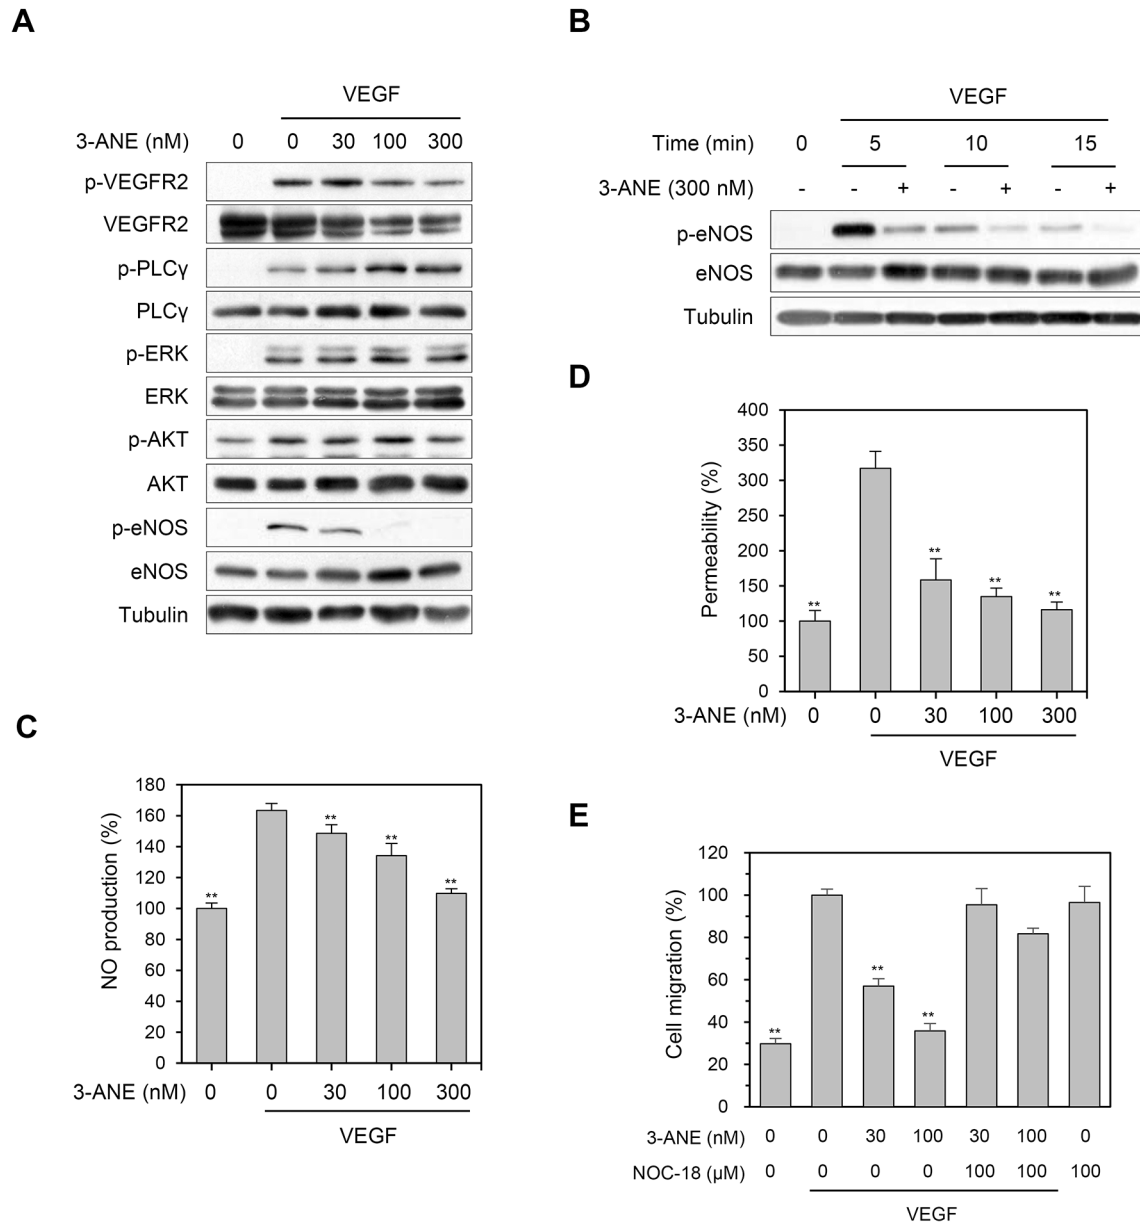 A
VEGF
3-ANE (nM) 0 0 30 100 300
p-VEGFR2
VEGFR2
p-PLCγ
PLCγ
p-ERK
ERK
p-AKT
AKT
p-eNOS
eNOS
Tubulin
B
VEGF
Time (min) 0 5 10 15
3-ANE (300 nM) - - + - + - +
p-eNOS
eNOS
Tubulin
C
NO production (%)
180
160
140
120
100
80
60
40
20
0
** ** ** **
3-ANE (nM) 0 0 30 100 300
VEGF
D
Permeability (%)
400
350
300
250
200
150
100
50
0
** ** ** **
3-ANE (nM) 0 0 30 100 300
VEGF
E
Cell migration (%)
120
100
80
60
40
20
0
** ** **
3-ANE (nM) 0 0 30 100 30 100 0
NOC-18 (μM) 0 0 0 0 100 100 100
VEGF